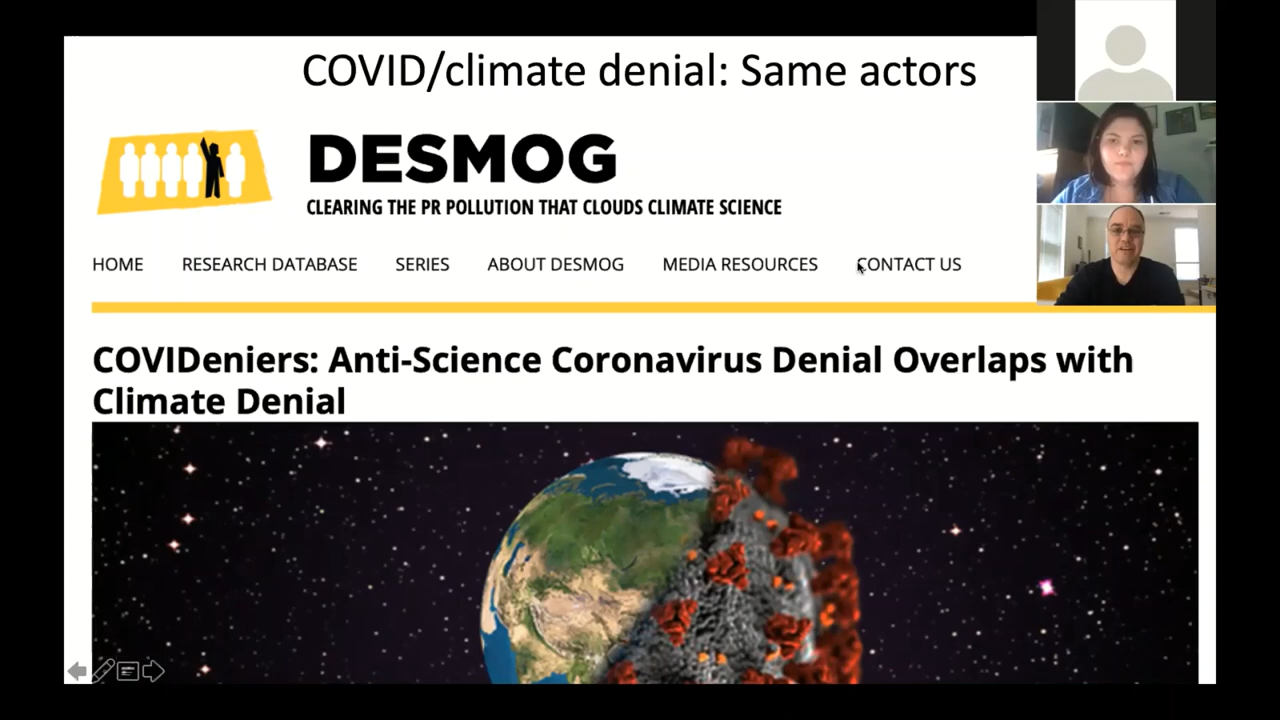 COVID/climate denial: Same actors
DESMOG
CLEARING THE PR POLLUTION THAT CLOUDS CLIMATE SCIENCE
HOME RESEARCH DATABASE SERIES ABOUT DESMOG MEDIA RESOURCES CONTACT US
COVIDeniers: Anti-Science Coronavirus Denial Overlaps with
Climate Denial